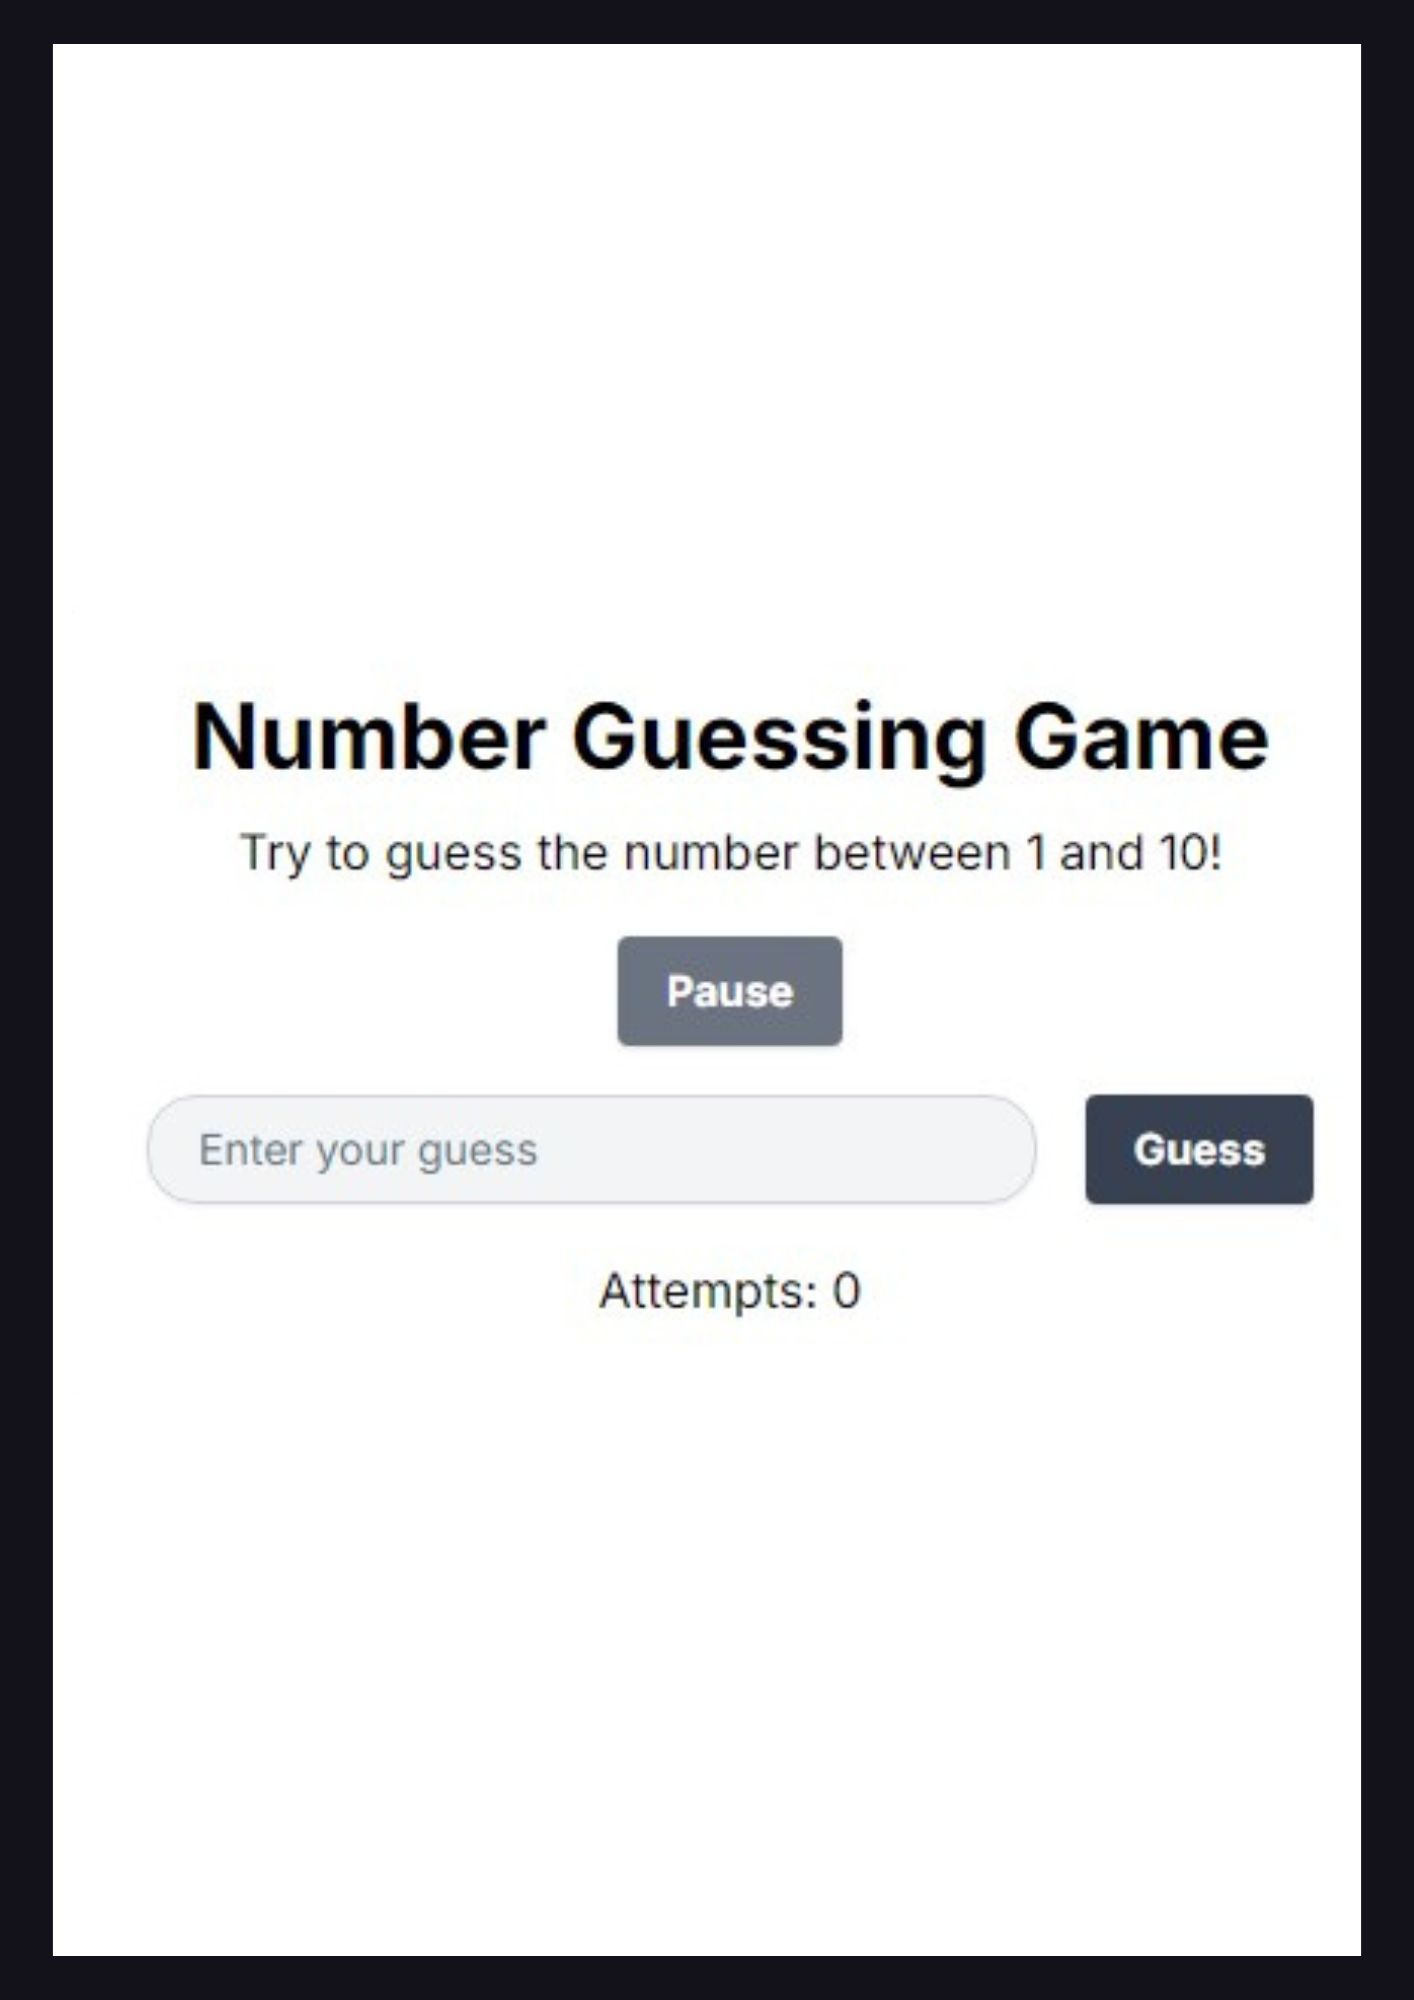 Number Guessing Game
Try to guess the number between 1 and 10!
Pause
Enter your guess
Guess
Attempts: 0